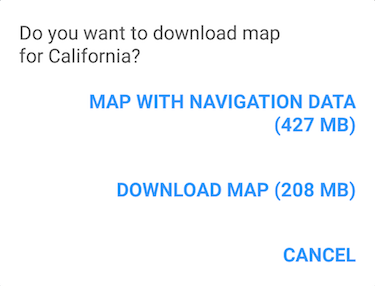 Do you want to download map
for California?
MAP WITH NAVIGATION DATA
(427 MB)
DOWNLOAD MAP (208 MB)
CANCEL